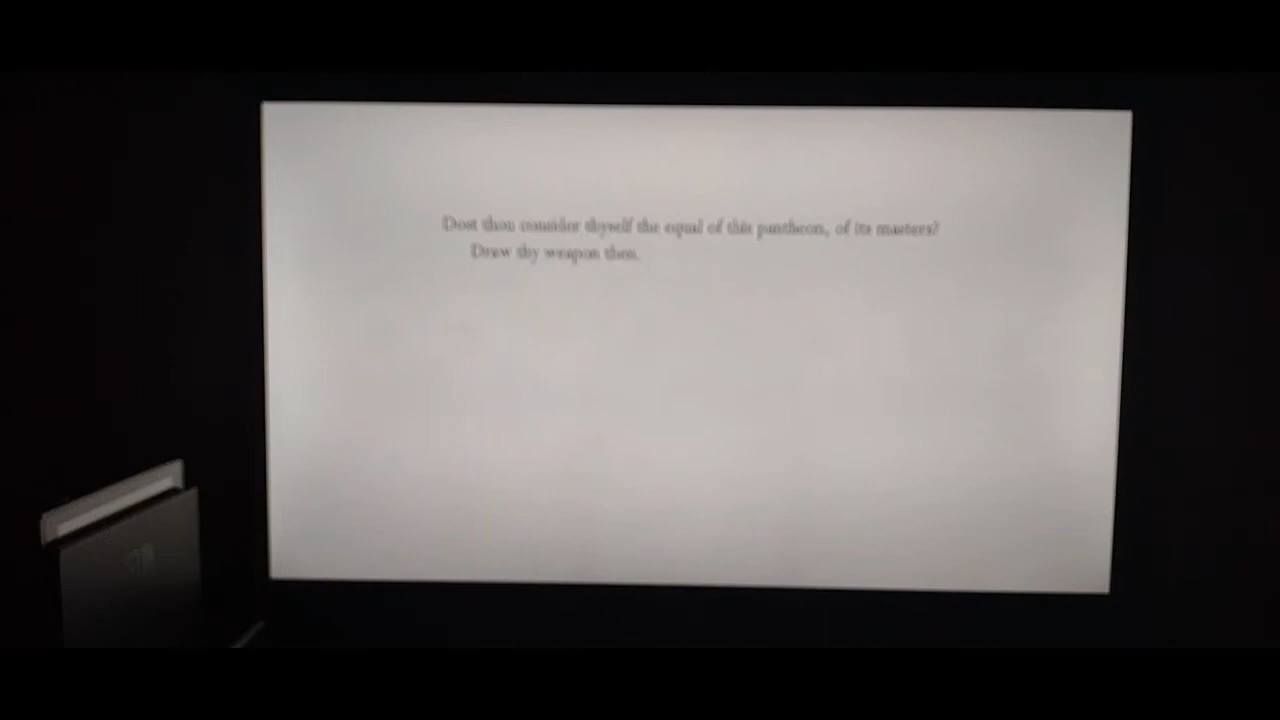 Dost thou consider thyself the equal of this pantheon, of its masters?
Draw thy weapon then.